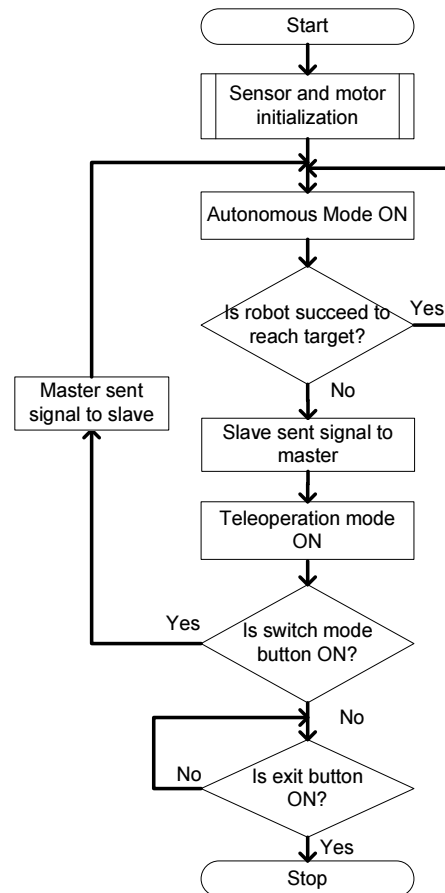 Start
Sensor and motor
initialization
Autonomous Mode ON
Is robot succeed to
reach target?
Yes
No
Master sent
signal to slave
Slave sent signal to
master
Teleoperation mode
ON
Yes
Is switch mode
button ON?
No
No
Is exit button
ON?
Yes
Stop